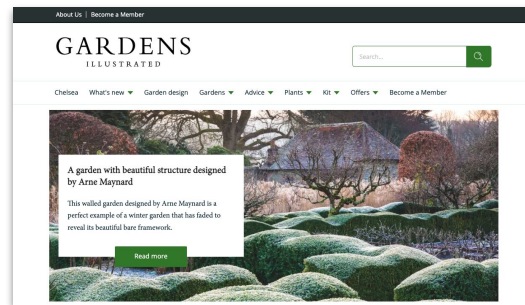 About Us | Become a Member
GARDENS
ILLUSTRATED
Search...
Chelsea What's new Garden design Gardens Advice Plants Kit Offers Become a Member
A garden with beautiful structure designed
by Arne Maynard
This walled garden designed by Arne Maynard is a
perfect example of a winter garden that has faded to
reveal its beautiful bare framework.
Read more